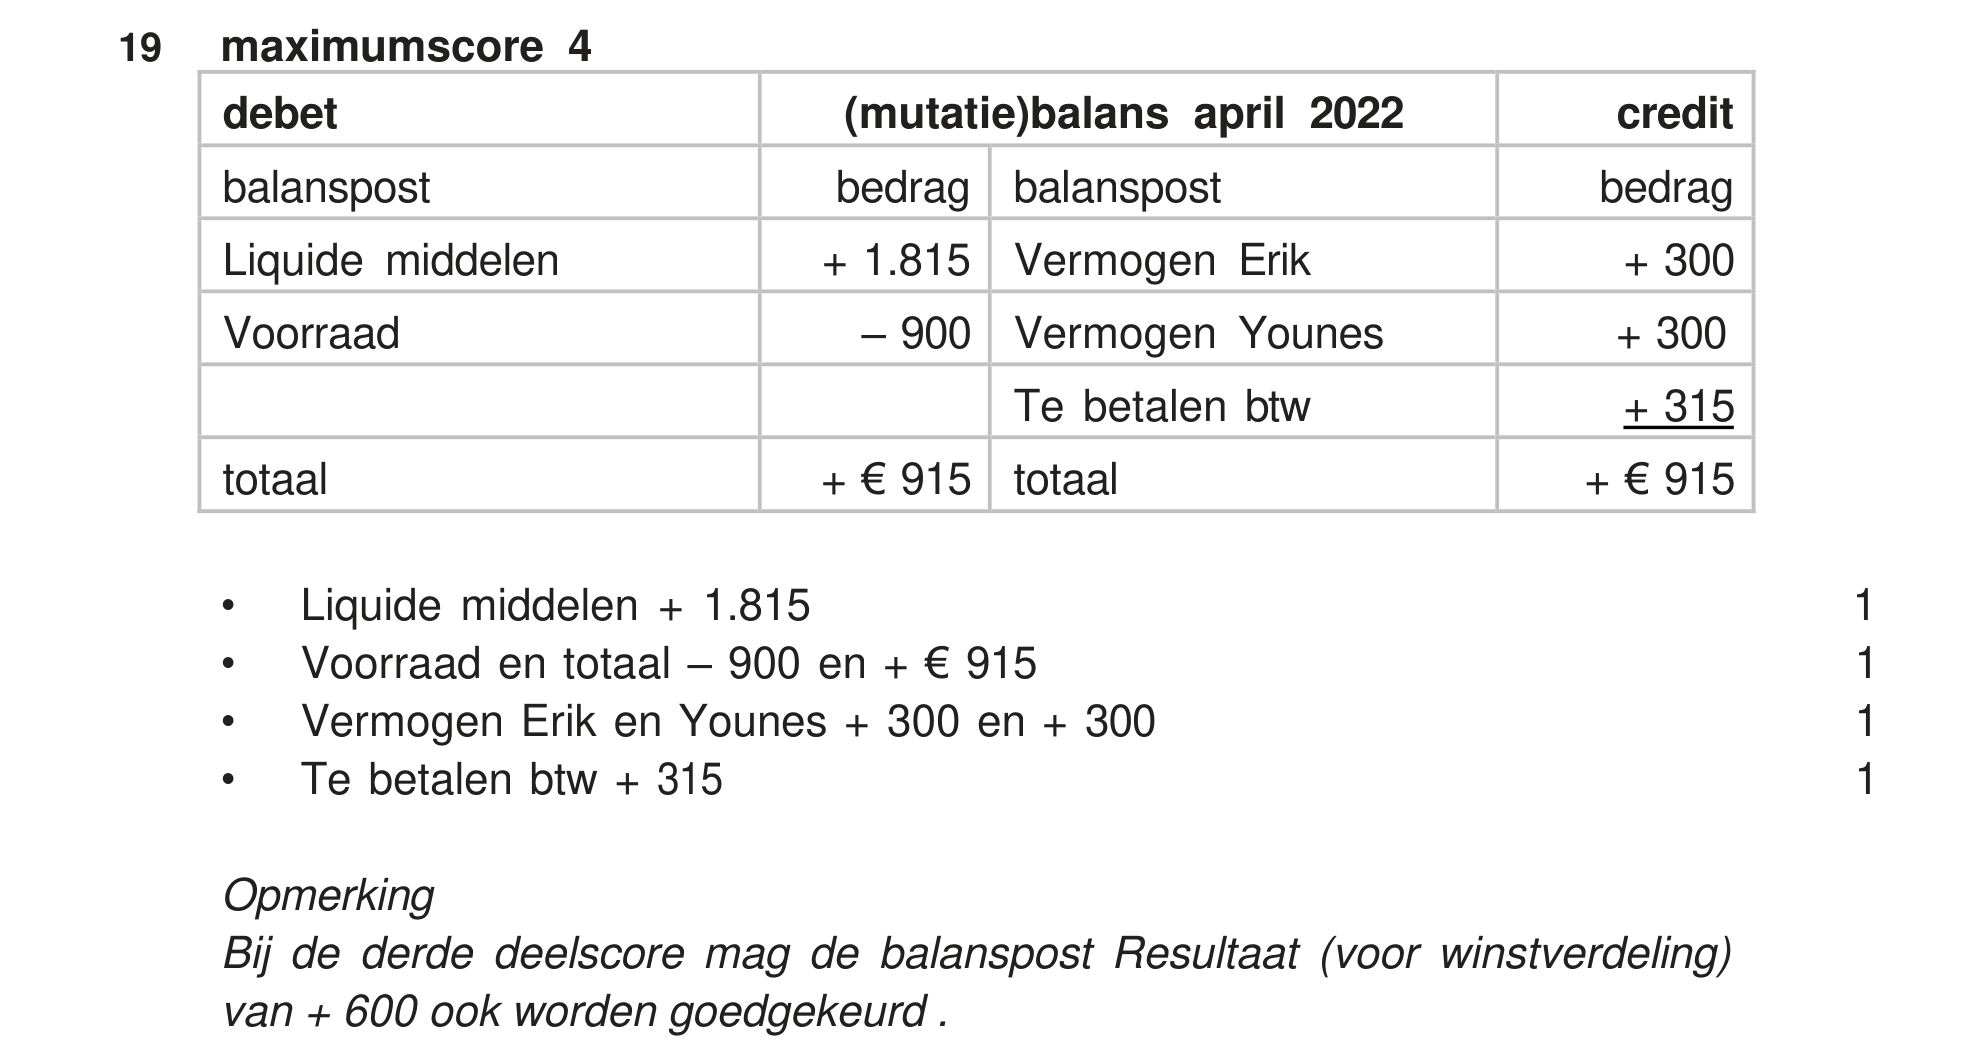 19 maximumscore 4
debet (mutatie)balans april 2022 credit
balanspost bedrag balanspost bedrag
Liquide middelen + 1.815 Vermogen Erik + 300
Voorraad – 900 Vermogen Younes + 300
Te betalen btw + 315
totaal + € 915 totaal + € 915
• Liquide middelen + 1.815 1
• Voorraad en totaal – 900 en + € 915 1
• Vermogen Erik en Younes + 300 en + 300 1
• Te betalen btw + 315 1
Opmerking
Bij de derde deelscore mag de balanspost Resultaat (voor winstverdeling)
van + 600 ook worden goedgekeurd .